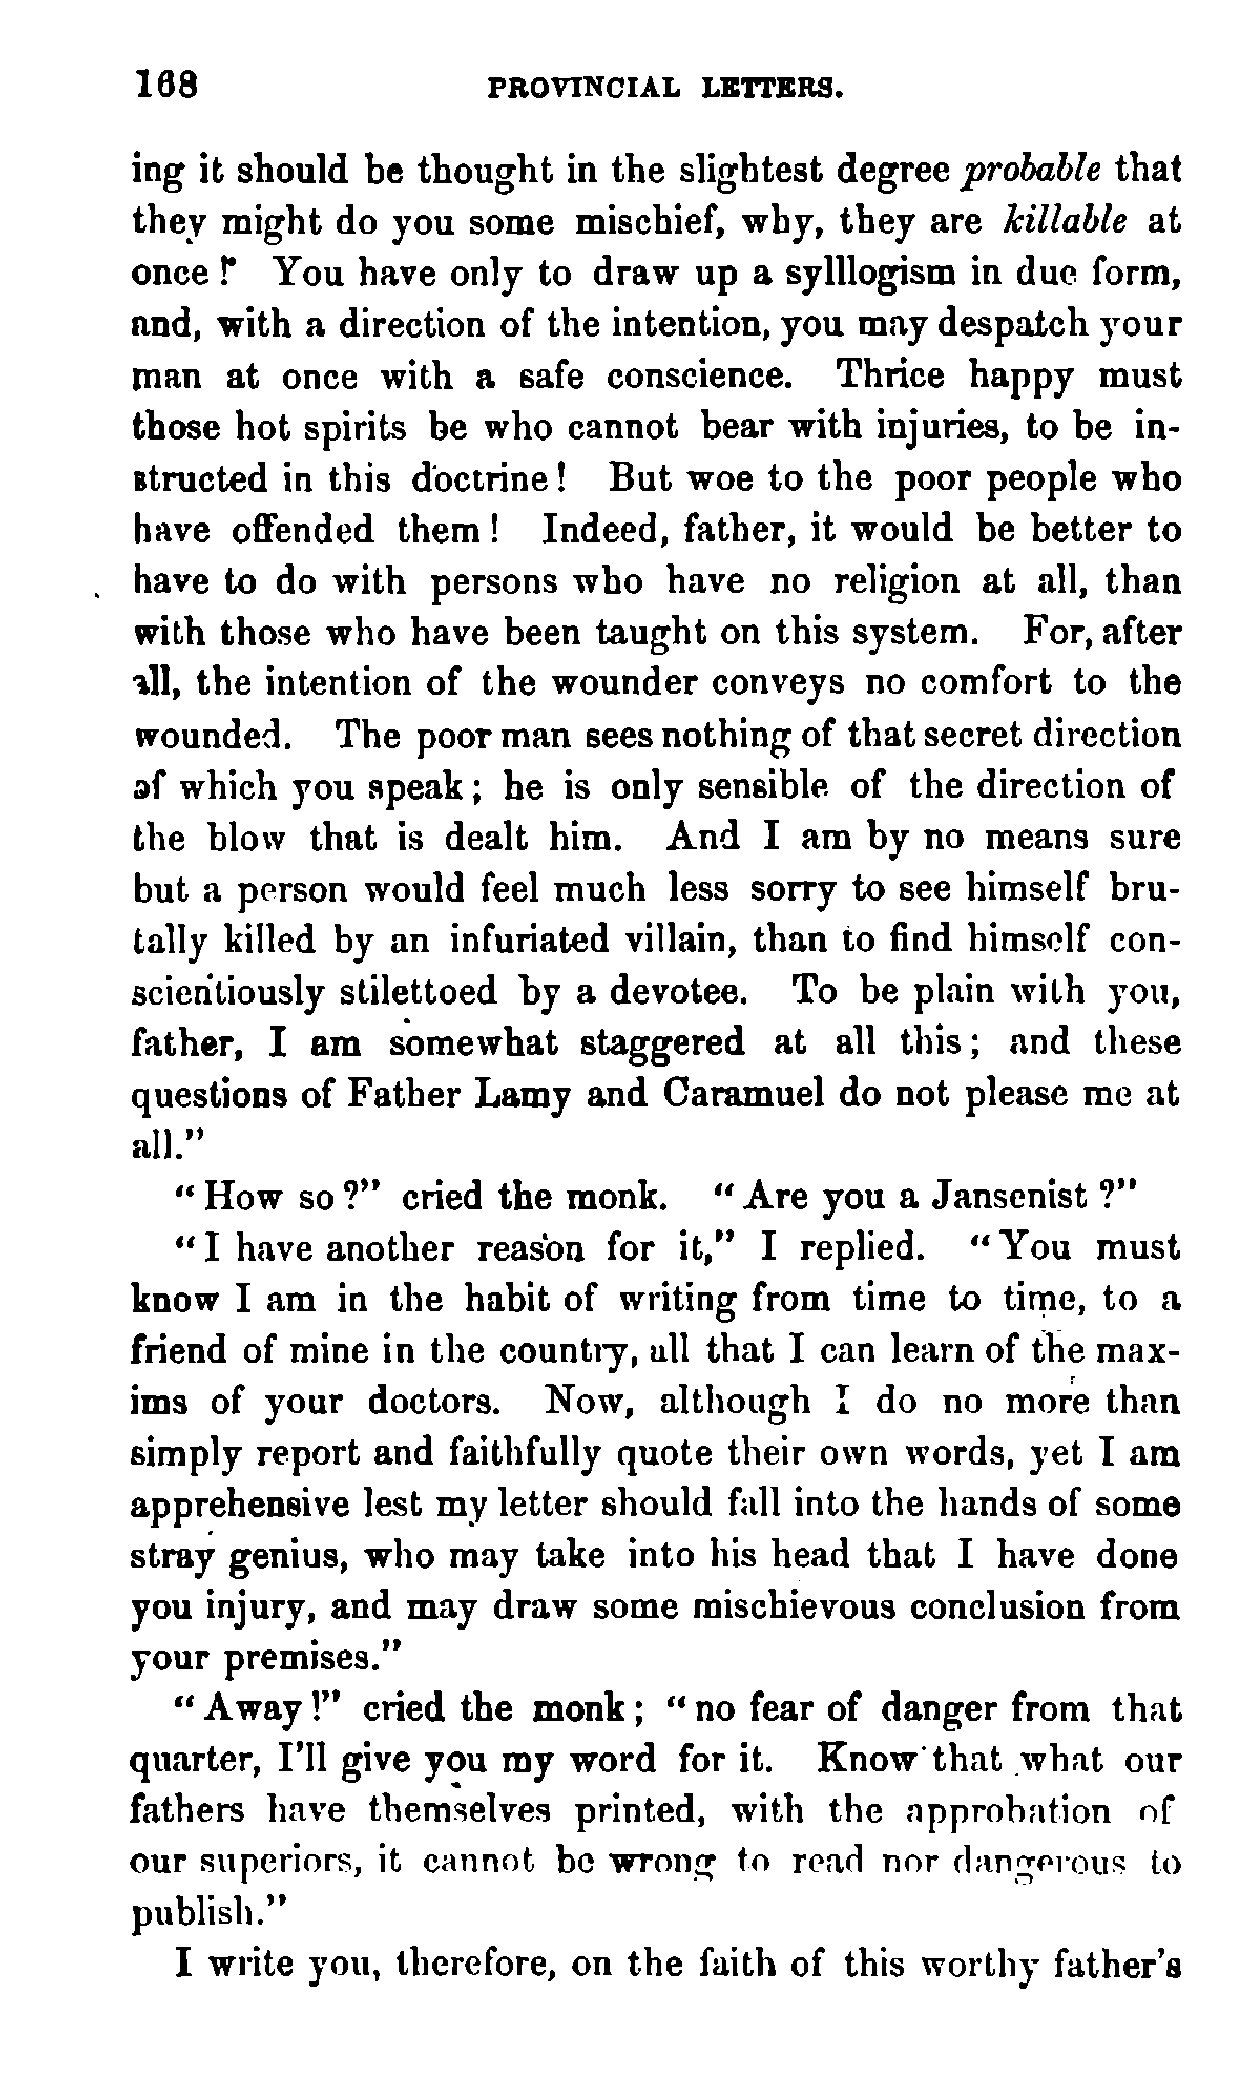 168 PROVINCIAL LETTERS.
ing it should be thought in the slightest degree probable that
they might do you some mischief, why, they are killable at
once! You have only to draw up a sylllogism in due form,
and, with a direction of the intention, you may despatch your
man at once with a safe conscience. Thrice happy must
those hot spirits be who cannot bear with injuries, to be in-
structed in this doctrine! But woe to the poor people who
have offended them! Indeed, father, it would be better to
have to do with persons who have no religion at all, than
with those who have been taught on this system. For, after
all, the intention of the wounder conveys no comfort to the
wounded. The poor man sees nothing of that secret direction
of which you speak; he is only sensible of the direction of
the blow that is dealt him. And I am by no means sure
but a person would feel much less sorry to see himself bru-
tally killed by an infuriated villain, than to find himself con-
scientiously stilettoed by a devotee. To be plain with you,
father, I am somewhat staggered at all this; and these
questions of Father Lamy and Caramuel do not please me at
all."
"How so?" cried the monk. "Are you a Jansenist?"
"I have another reason for it," I replied. "You must
know I am in the habit of writing from time to time, to a
friend of mine in the country, all that I can learn of the max-
ims of your doctors. Now, although I do no more than
simply report and faithfully quote their own words, yet I am
apprehensive lest my letter should fall into the hands of some
stray genius, who may take into his head that I have done
you injury, and may draw some mischievous conclusion from
your premises."
"Away!" cried the monk; "no fear of danger from that
quarter, I'll give you my word for it. Know that what our
fathers have themselves printed, with the approbation of
our superiors, it cannot be wrong to read nor dangerous to
publish."
I write you, therefore, on the faith of this worthy father's